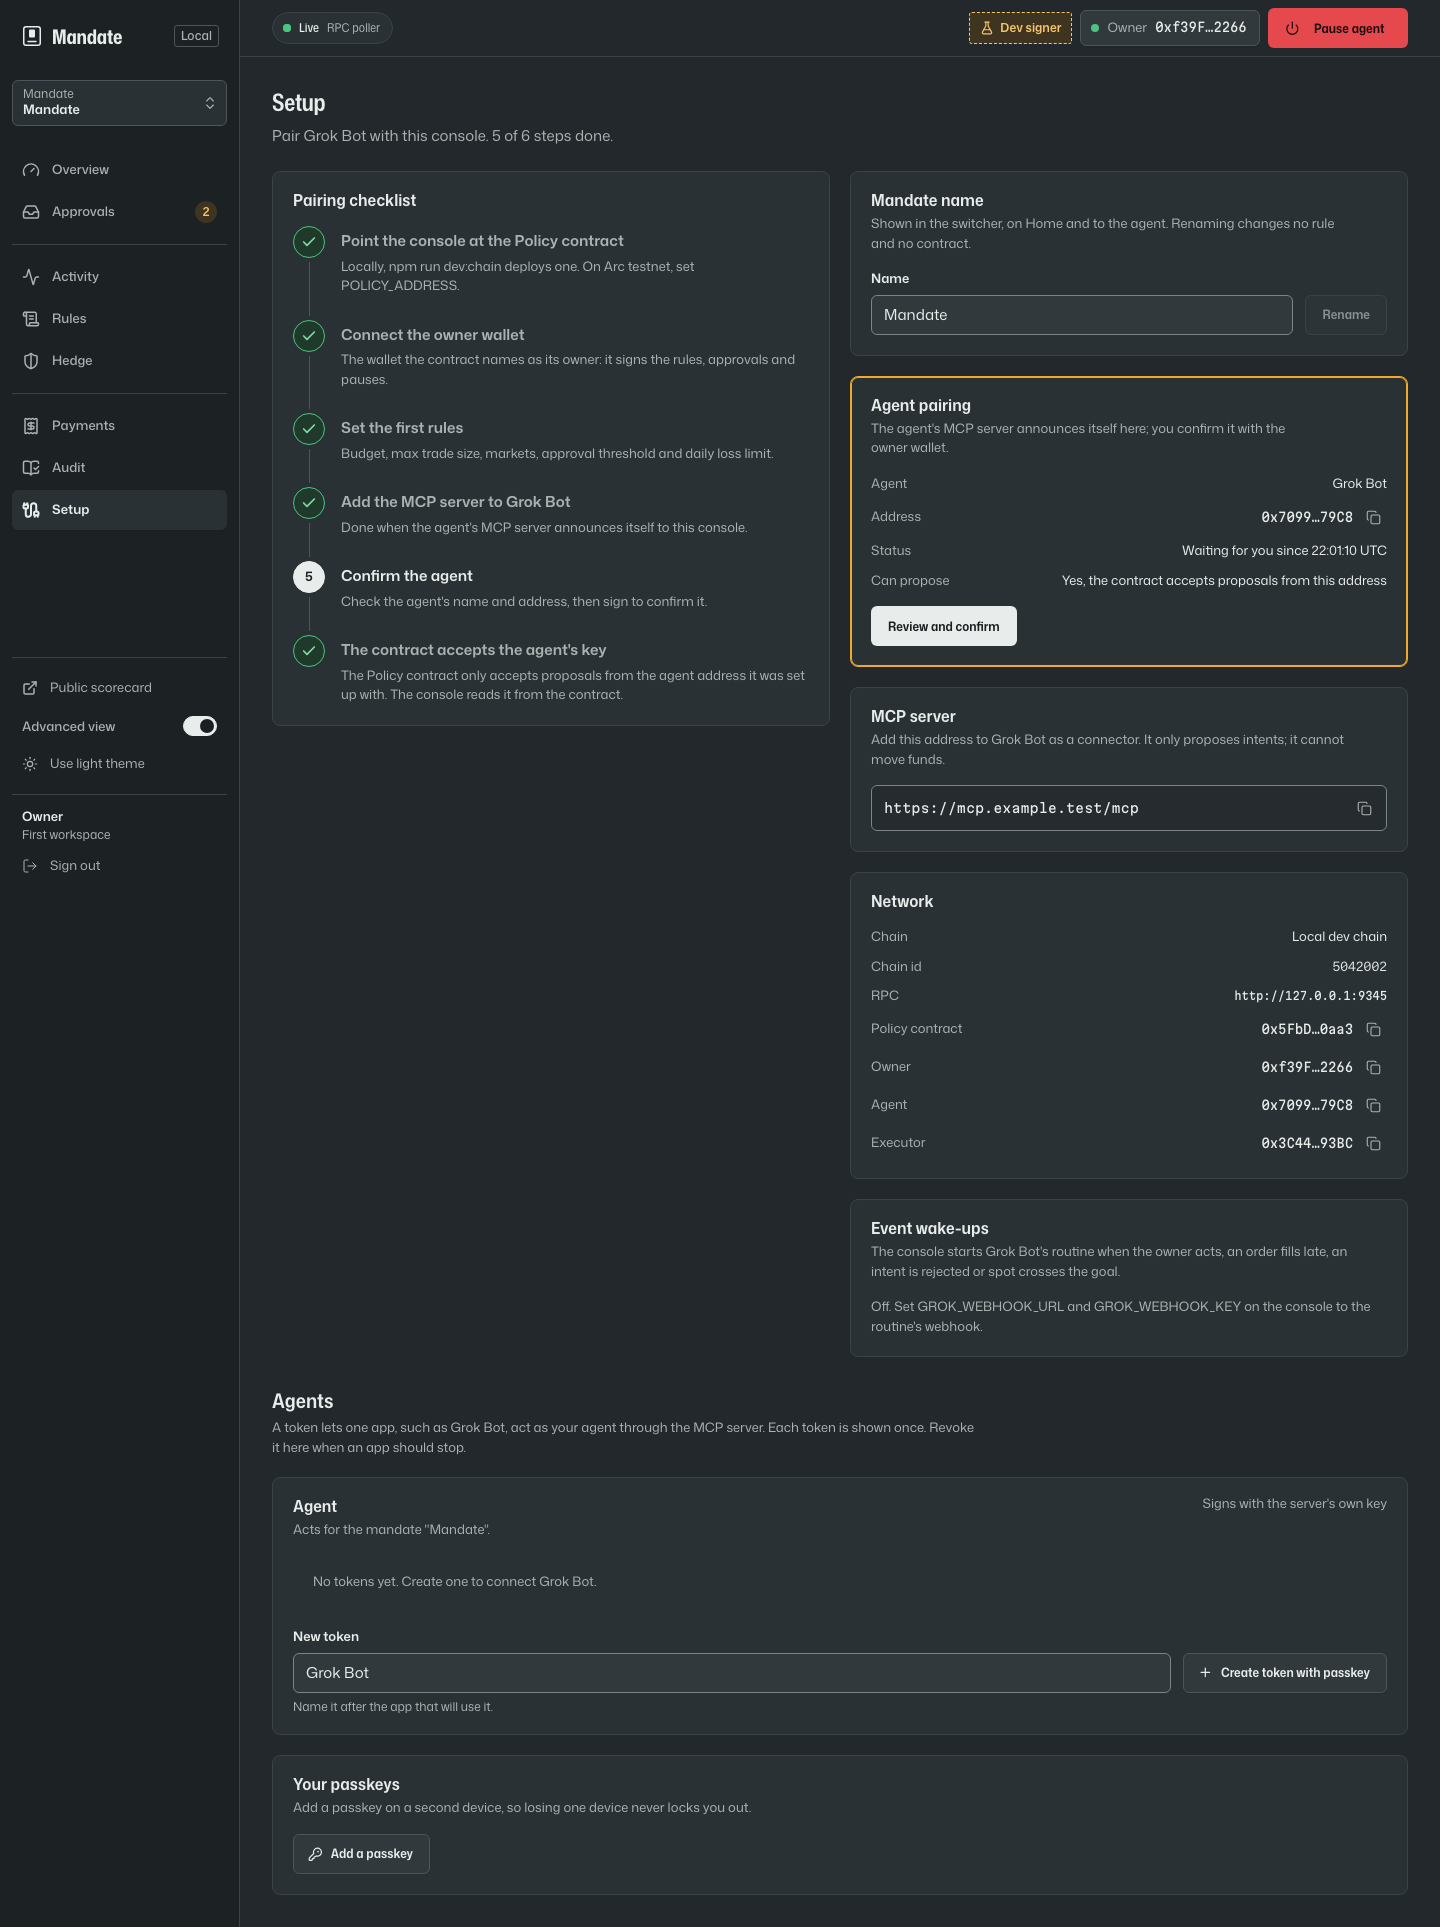 Mandate
Local
Mandate
Mandate
Overview
Approvals
2
Activity
Rules
Hedge
Payments
Audit
Setup
Public scorecard
Advanced view
Use light theme
Owner
First workspace
Sign out
Live RPC poller
Dev signer
Owner 0xf39F…2266
Pause agent
Setup
Pair Grok Bot with this console. 5 of 6 steps done.
Pairing checklist
Point the console at the Policy contract
Locally, npm run dev:chain deploys one. On Arc testnet, set
POLICY_ADDRESS.
Connect the owner wallet
The wallet the contract names as its owner: it signs the rules, approvals and
pauses.
Set the first rules
Budget, max trade size, markets, approval threshold and daily loss limit.
Add the MCP server to Grok Bot
Done when the agent's MCP server announces itself to this console.
5
Confirm the agent
Check the agent's name and address, then sign to confirm it.
The contract accepts the agent's key
The Policy contract only accepts proposals from the agent address it was set
up with. The console reads it from the contract.
Mandate name
Shown in the switcher, on Home and to the agent. Renaming changes no rule
and no contract.
Name
Mandate
Rename
Agent pairing
The agent's MCP server announces itself here; you confirm it with the
owner wallet.
Agent Grok Bot
Address 0x7099…79C8
Status Waiting for you since 22:01:10 UTC
Can propose Yes, the contract accepts proposals from this address
Review and confirm
MCP server
Add this address to Grok Bot as a connector. It only proposes intents; it cannot
move funds.
https://mcp.example.test/mcp
Network
Chain Local dev chain
Chain id 5042002
RPC http://127.0.0.1:9345
Policy contract 0x5FbD…0aa3
Owner 0xf39F…2266
Agent 0x7099…79C8
Executor 0x3C44…93BC
Event wake-ups
The console starts Grok Bot's routine when the owner acts, an order fills late, an
intent is rejected or spot crosses the goal.
Off. Set GROK_WEBHOOK_URL and GROK_WEBHOOK_KEY on the console to the
routine's webhook.
Agents
A token lets one app, such as Grok Bot, act as your agent through the MCP server. Each token is shown once. Revoke
it here when an app should stop.
Agent
Signs with the server's own key
Acts for the mandate "Mandate".
No tokens yet. Create one to connect Grok Bot.
New token
Grok Bot
Create token with passkey
Name it after the app that will use it.
Your passkeys
Add a passkey on a second device, so losing one device never locks you out.
Add a passkey